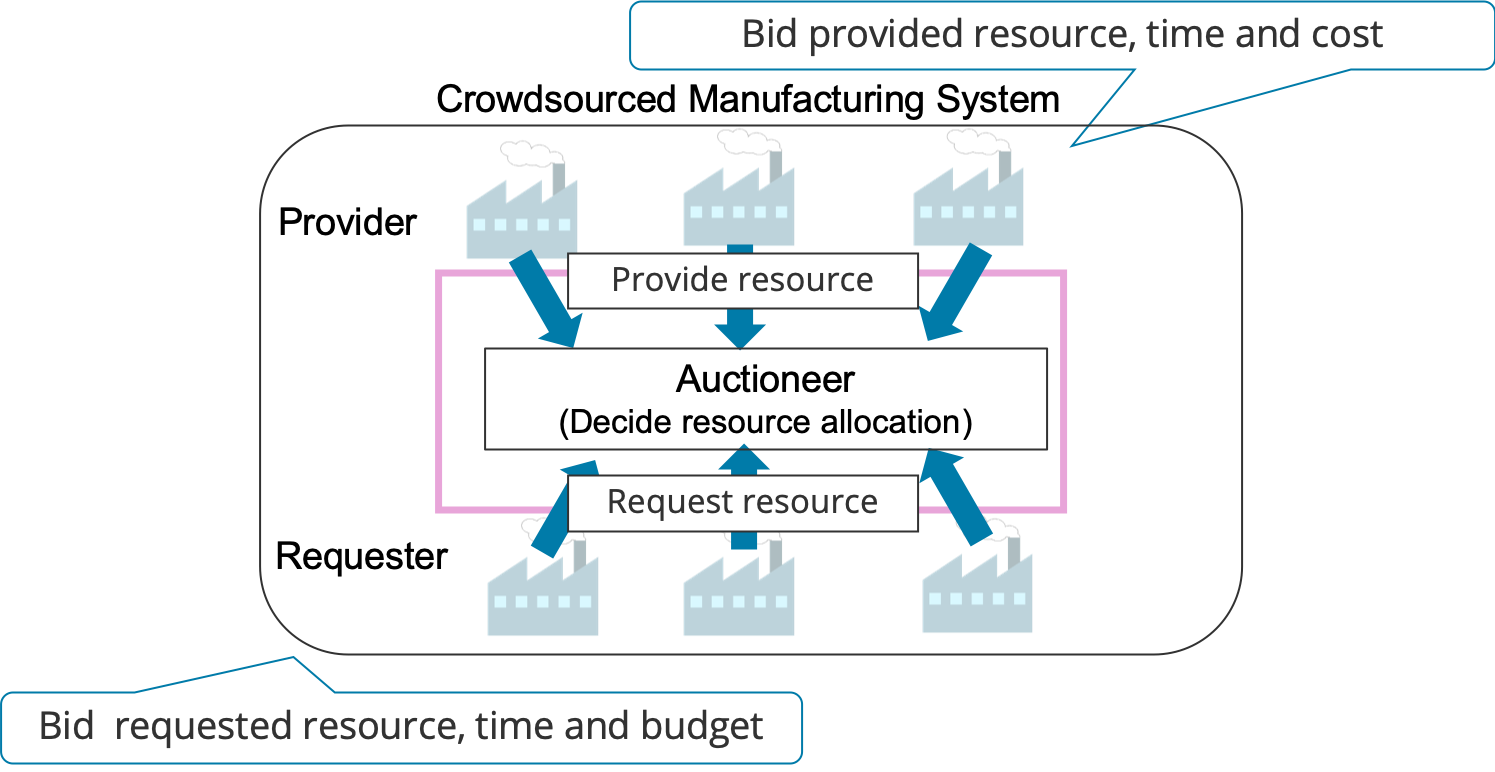 Bid provided resource, time and cost
Crowdsourced Manufacturing System
Provider
Provide resource
Auctioneer
(Decide resource allocation)
Request resource
Requester
Bid requested resource, time and budget